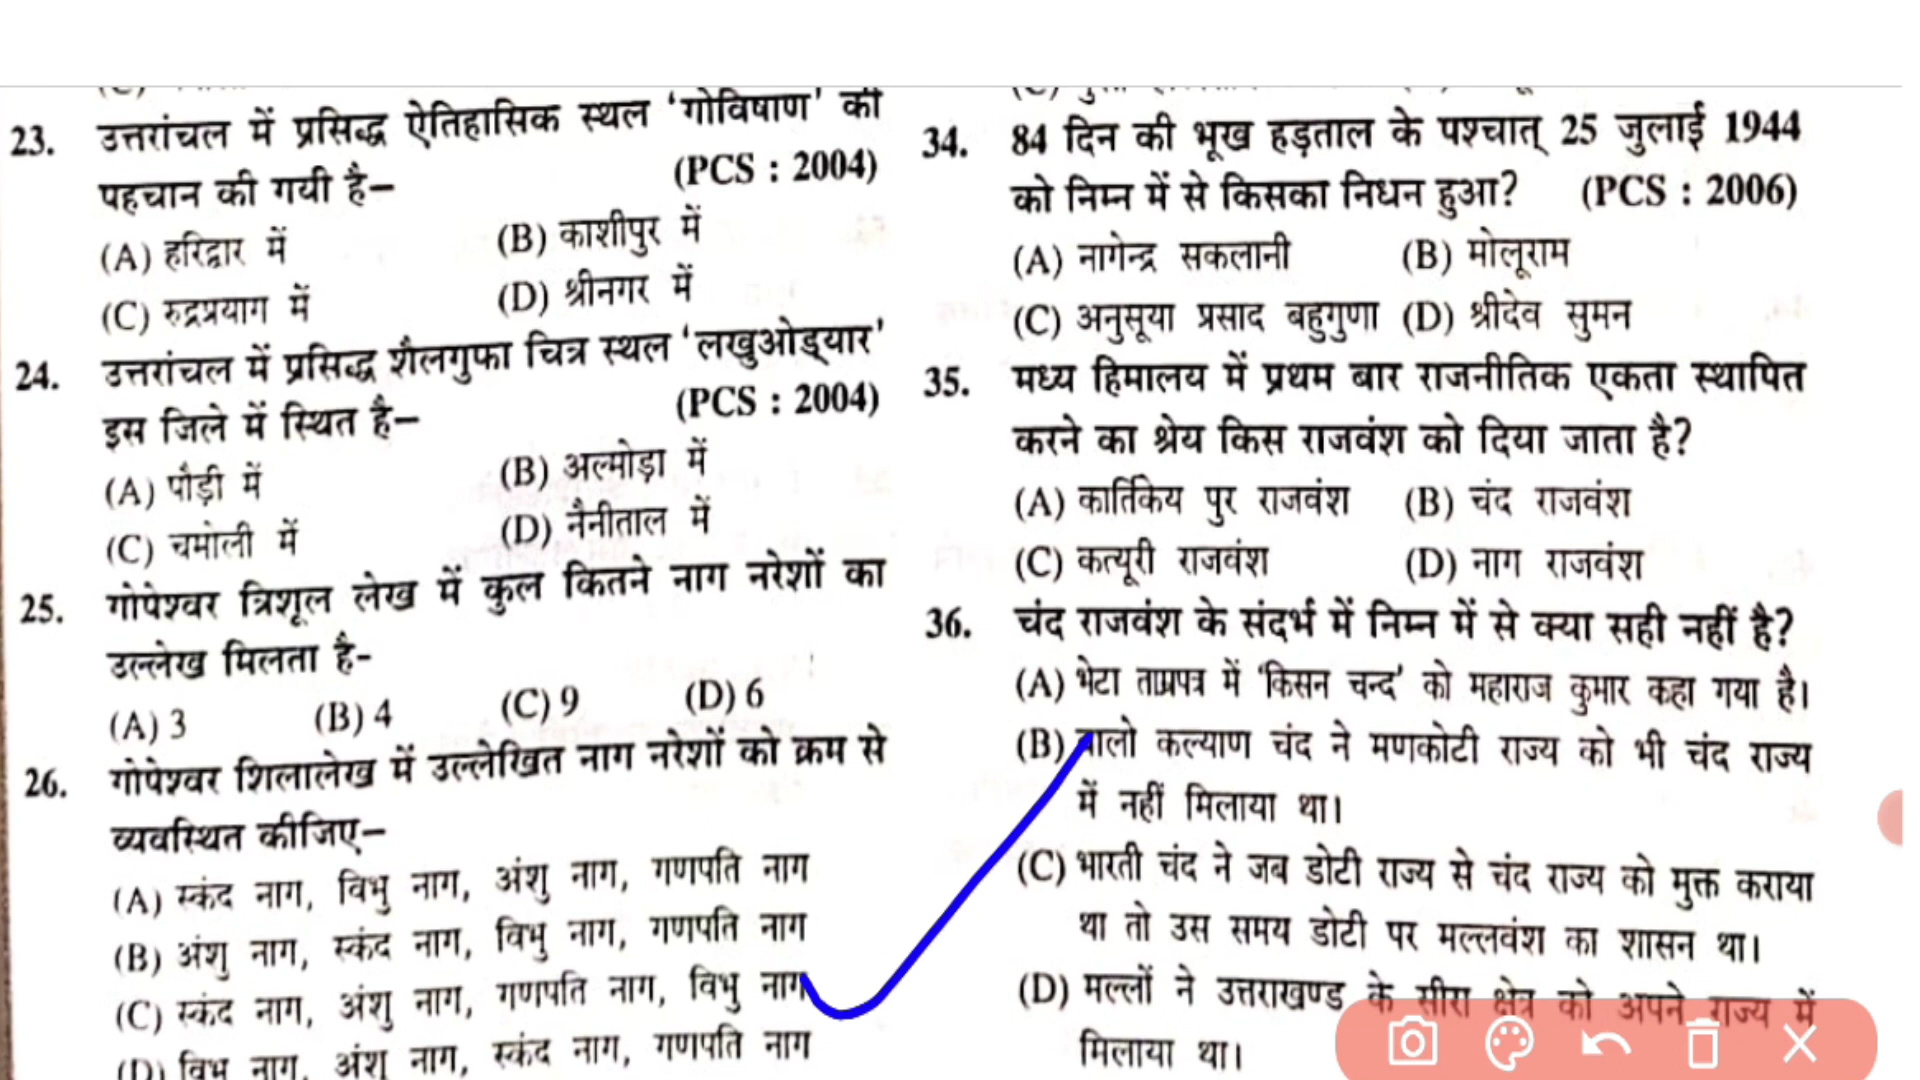 23. उत्तरांचल में प्रसिद्ध ऐतिहासिक स्थल 'गोविषाण' की
पहचान की गयी है– (PCS : 2004)
(A) हरिद्वार में (B) काशीपुर में
(C) रुद्रप्रयाग में (D) श्रीनगर में
24. उत्तरांचल में प्रसिद्ध शैलगुफा चित्र स्थल 'लखुओड्यार'
इस जिले में स्थित है– (PCS : 2004)
(A) पौड़ी में (B) अल्मोड़ा में
(C) चमोली में (D) नैनीताल में
25. गोपेश्वर त्रिशूल लेख में कुल कितने नाग नरेशों का
उल्लेख मिलता है-
(A) 3 (B) 4 (C) 9 (D) 6
26. गोपेश्वर शिलालेख में उल्लेखित नाग नरेशों को क्रम से
व्यवस्थित कीजिए–
(A) स्कंद नाग, विभु नाग, अंशु नाग, गणपति नाग
(B) अंशु नाग, स्कंद नाग, विभु नाग, गणपति नाग
(C) स्कंद नाग, अंशु नाग, गणपति नाग, विभु नाग
(D) विभु नाग, अंशु नाग, स्कंद नाग, गणपति नाग
34. 84 दिन की भूख हड़ताल के पश्चात् 25 जुलाई 1944
को निम्न में से किसका निधन हुआ? (PCS : 2006)
(A) नागेन्द्र सकलानी (B) मोलूराम
(C) अनुसूया प्रसाद बहुगुणा (D) श्रीदेव सुमन
35. मध्य हिमालय में प्रथम बार राजनीतिक एकता स्थापित
करने का श्रेय किस राजवंश को दिया जाता है?
(A) कार्तिकेय पुर राजवंश (B) चंद राजवंश
(C) कत्यूरी राजवंश (D) नाग राजवंश
36. चंद राजवंश के संदर्भ में निम्न में से क्या सही नहीं है?
(A) भेटा ताम्रपत्र में 'किसन चन्द' को महाराज कुमार कहा गया है।
(B) बालो कल्याण चंद ने मणकोटी राज्य को भी चंद राज्य
में नहीं मिलाया था।
(C) भारती चंद ने जब डोटी राज्य से चंद राज्य को मुक्त कराया
था तो उस समय डोटी पर मल्लवंश का शासन था।
(D) मल्लों ने उत्तराखण्ड के सीरा क्षेत्र को अपने राज्य में
मिलाया था।